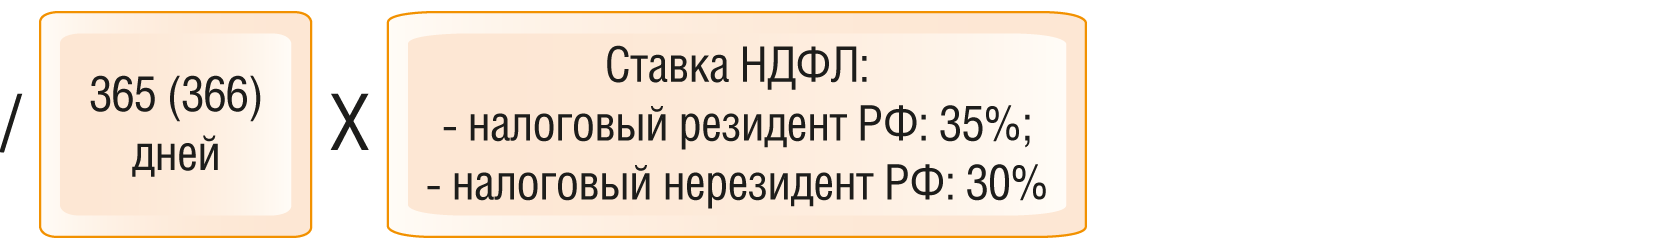 /
365 (366)
дней
X
Ставка НДФЛ:
- налоговый резидент РФ: 35%;
- налоговый нерезидент РФ: 30%